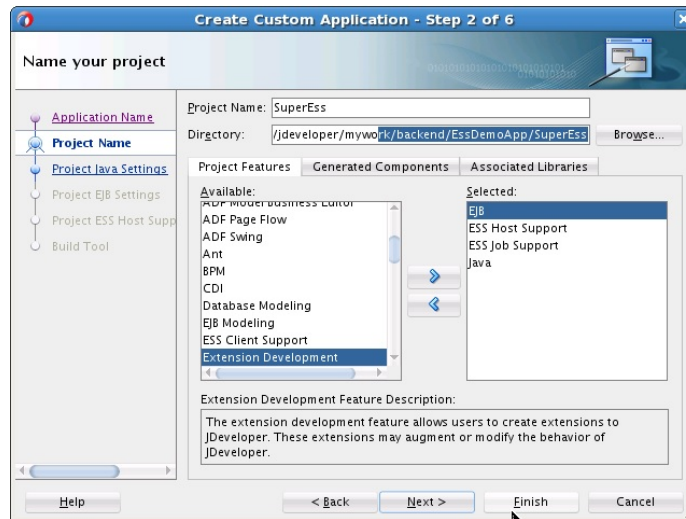 Create Custom Application - Step 2 of 6
Name your project
Application Name
Project Name
Project Java Settings
Project EJB Settings
Project ESS Host Supp
Build Tool
Project Name: SuperEss
Directory: /jdeveloper/mywork/backend/EssDemoApp/SuperEss Browse...
Project Features Generated Components Associated Libraries
Available:
ADF Model Business Editor
ADF Page Flow
ADF Swing
Ant
BPM
CDI
Database Modeling
EJB Modeling
ESS Client Support
Extension Development
Selected:
EJB
ESS Host Support
ESS Job Support
Java
Extension Development Feature Description:
The extension development feature allows users to create extensions to
JDeveloper. These extensions may augment or modify the behavior of
JDeveloper.
Help < Back Next > Finish Cancel